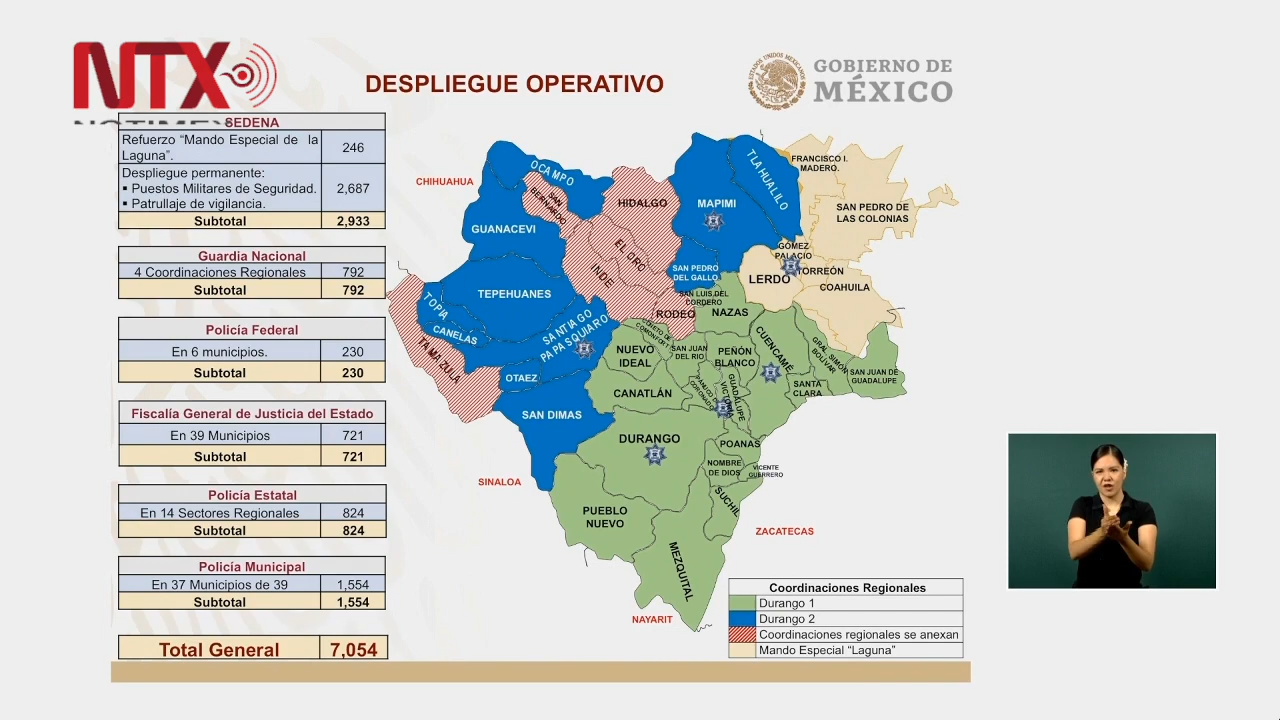 NTX
NOTIMEX
DESPLIEGUE OPERATIVO
GOBIERNO DE
MÉXICO
SEDENA
Refuerzo “Mando Especial de la
Laguna”.
246
Despliegue permanente:
▪ Puestos Militares de Seguridad.
▪ Patrullaje de vigilancia.
2,687
Subtotal 2,933
Guardia Nacional
4 Coordinaciones Regionales 792
Subtotal 792
Policía Federal
En 6 municipios. 230
Subtotal 230
Fiscalía General de Justicia del Estado
En 39 Municipios 721
Subtotal 721
Policía Estatal
En 14 Sectores Regionales 824
Subtotal 824
Policía Municipal
En 37 Municipios de 39 1,554
Subtotal 1,554
Total General 7,054
CHIHUAHUA
OCAMPO
SAN
BERNARDO
HIDALGO
MAPIMI
TLAHUALILO
FRANCISCO I.
MADERO.
SAN PEDRO DE
LAS COLONIAS
GUANACEVI
EL ORO
INDE
SAN PEDRO
DEL GALLO
GÓMEZ
PALACIO
LERDO
TORREÓN
COAHUILA
TEPEHUANES
TOPIA
CANELAS
TAMAZULA
SANTIAGO
PAPASQUIARO
RODEO
SAN LUIS DEL
CORDERO
NAZAS
NUEVO
IDEAL
SAN JUAN
DEL RIO
PEÑÓN
BLANCO
CUENCAMÉ
GRAL. SIMÓN
BOLÍVAR
SAN JUAN DE
GUADALUPE
SANTA
CLARA
OTAEZ
CANATLÁN
GUADALUPE
VICTORIA
SAN DIMAS
DURANGO
POANAS
NOMBRE
DE DIOS
VICENTE
GUERRERO
SUCHIL
SINALOA
PUEBLO
NUEVO
MEZQUITAL
ZACATECAS
NAYARIT
Coordinaciones Regionales
Durango 1
Durango 2
Coordinaciones regionales se anexan
Mando Especial “Laguna”